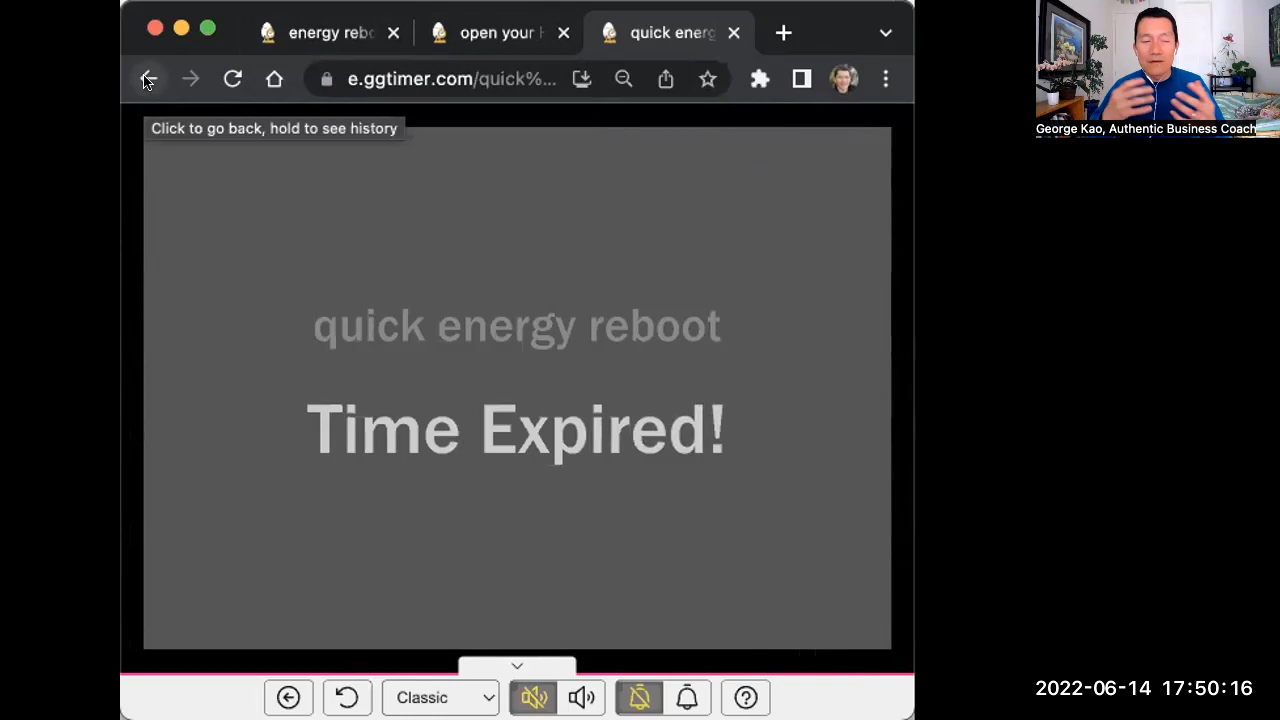 energy reb
open your
quick energ
e.ggtimer.com/quick%...
Click to go back, hold to see history
George Kao, Authentic Business Coach
quick energy reboot
Time Expired!
Classic
2022-06-14 17:50:16